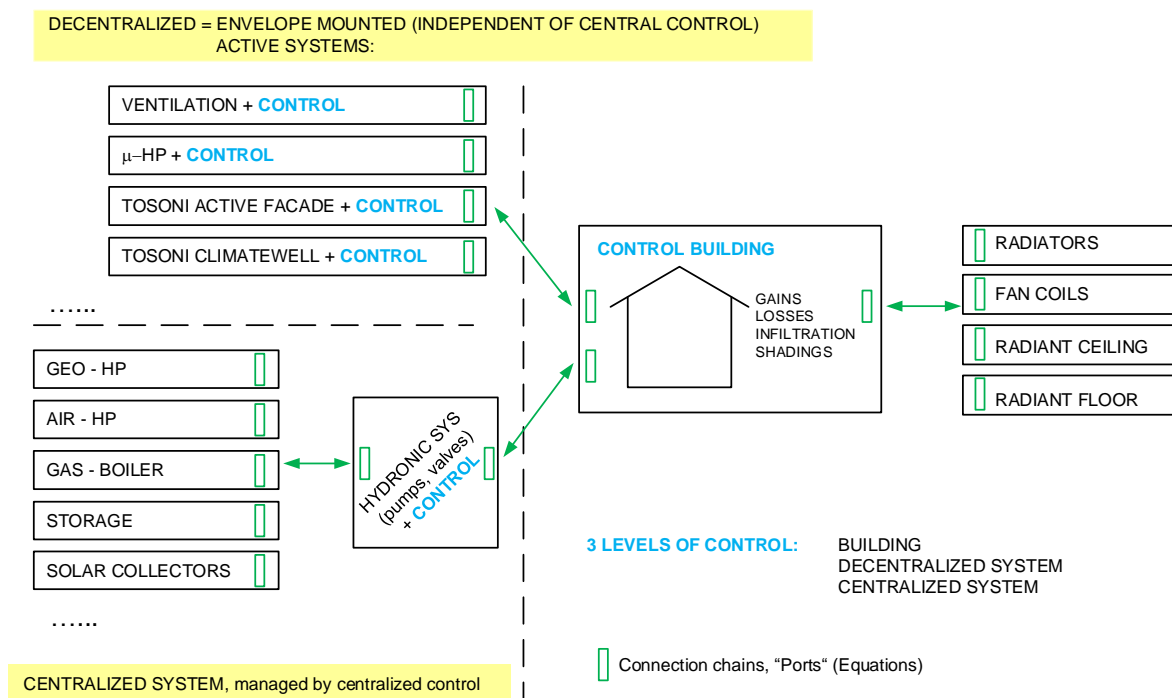 DECENTRALIZED = ENVELOPE MOUNTED (INDEPENDENT OF CENTRAL CONTROL)
ACTIVE SYSTEMS:
VENTILATION + CONTROL
μ–HP + CONTROL
TOSONI ACTIVE FACADE + CONTROL
TOSONI CLIMATEWELL + CONTROL
…...
GEO - HP
AIR - HP
GAS - BOILER
STORAGE
SOLAR COLLECTORS
…...
CENTRALIZED SYSTEM, managed by centralized control
HYDRONIC SYS
(pumps, valves)
+ CONTROL
CONTROL BUILDING
GAINS
LOSSES
INFILTRATION
SHADINGS
RADIATORS
FAN COILS
RADIANT CEILING
RADIANT FLOOR
3 LEVELS OF CONTROL: BUILDING
DECENTRALIZED SYSTEM
CENTRALIZED SYSTEM
Connection chains, “Ports“ (Equations)